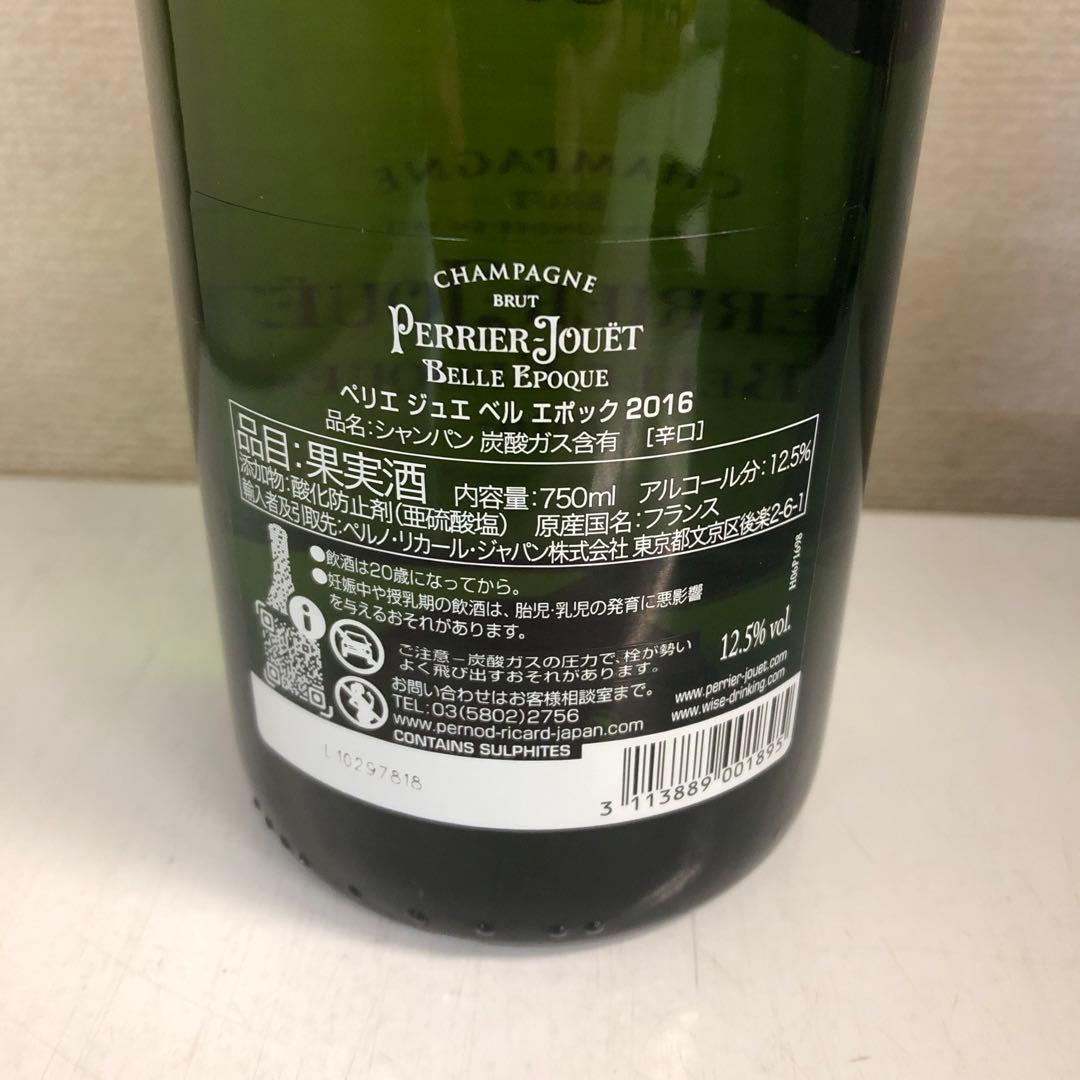 CHAMPAGNE
BRUT
CHAMPAGNE
BRUT
PERRIER-JOUËT
BELLE EPOQUE
ペリエ ジュエ ベル エポック 2016
品名:シャンパン 炭酸ガス含有 [辛口]
品目:果実酒 内容量:750ml アルコール分:12.5%
添加物:酸化防止剤(亜硫酸塩) 原産国名:フランス
輸入者及引取先:ペルノ・リカール・ジャパン株式会社 東京都文京区後楽2-6-1
●飲酒は20歳になってから。
●妊娠中や授乳期の飲酒は、胎児・乳児の発育に悪影響
を与えるおそれがあります。
ご注意－炭酸ガスの圧力で、栓が勢い
よく飛び出すおそれがあります。
お問い合わせはお客様相談室まで。
TEL:03(5802)2756
www.pernod-ricard-japan.com
CONTAINS SULPHITES
H06P1698
12.5% vol.
www.perrier-jouet.com
www.wise-drinking.com
L10297818
3 113889 001895